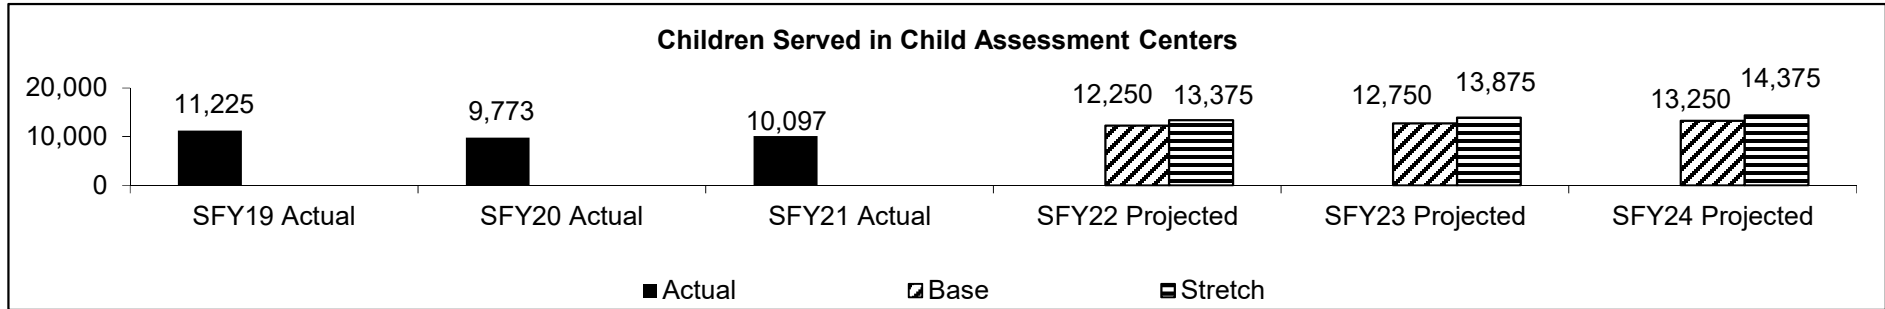 Children Served in Child Assessment Centers
20,000
10,000
0
11,225
9,773
10,097
12,250
13,375
12,750
13,875
13,250
14,375
SFY19 Actual
SFY20 Actual
SFY21 Actual
SFY22 Projected
SFY23 Projected
SFY24 Projected
Actual
Base
Stretch